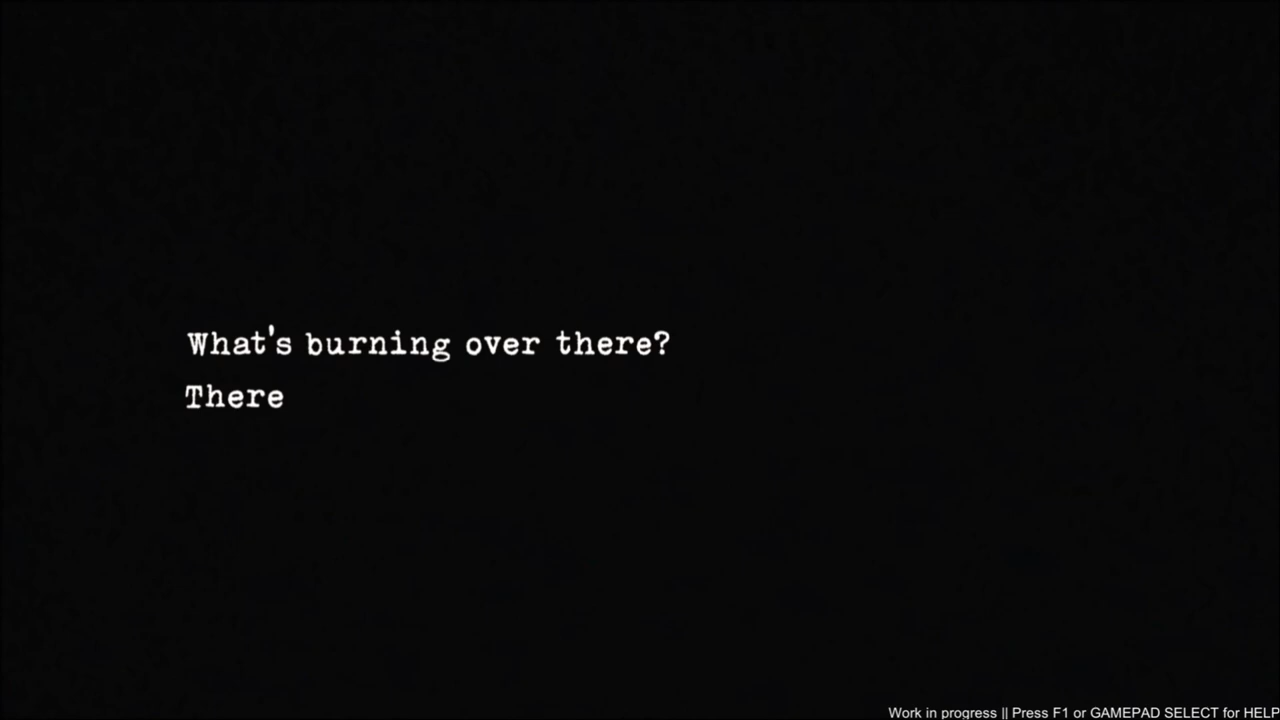 What's burning over there?
There
Work in progress || Press F1 or GAMEPAD SELECT for HELP